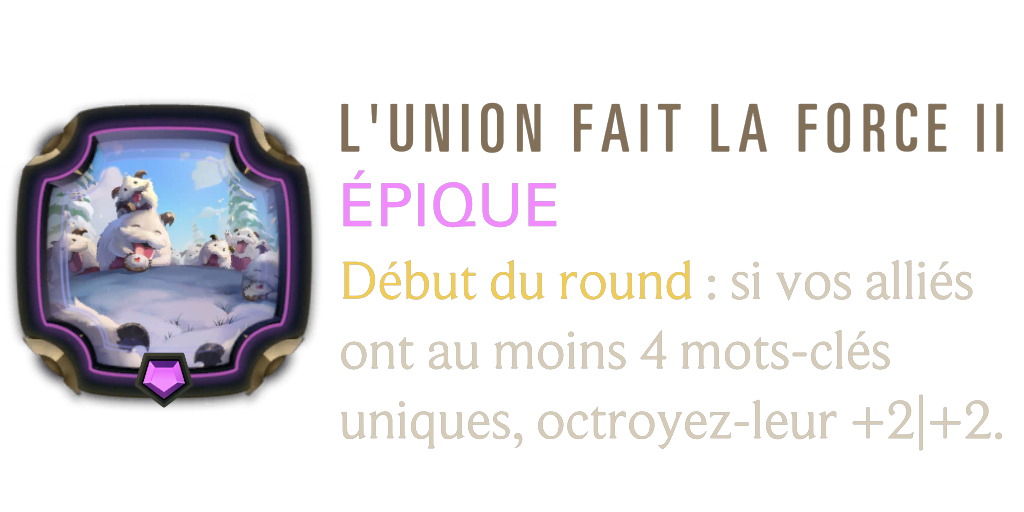 L'UNION FAIT LA FORCE II
ÉPIQUE
Début du round : si vos alliés
ont au moins 4 mots-clés
uniques, octroyez-leur +2|+2.